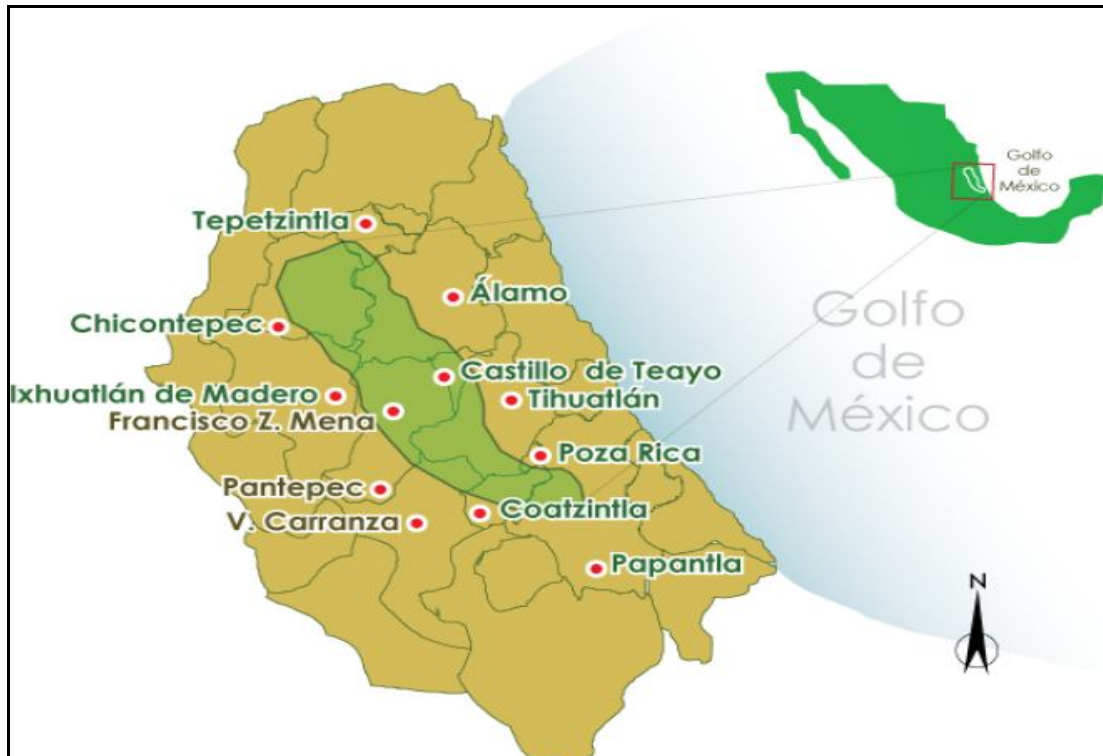 Golfo
de
México
Tepetzintla
Álamo
Golfo
de
México
Chicontepec
Castillo de Teayo
Ixhuatlán de Madero
Tihuatlán
Francisco Z. Mena
Poza Rica
Pantepec
Coatzintla
V. Carranza
Papantla
N